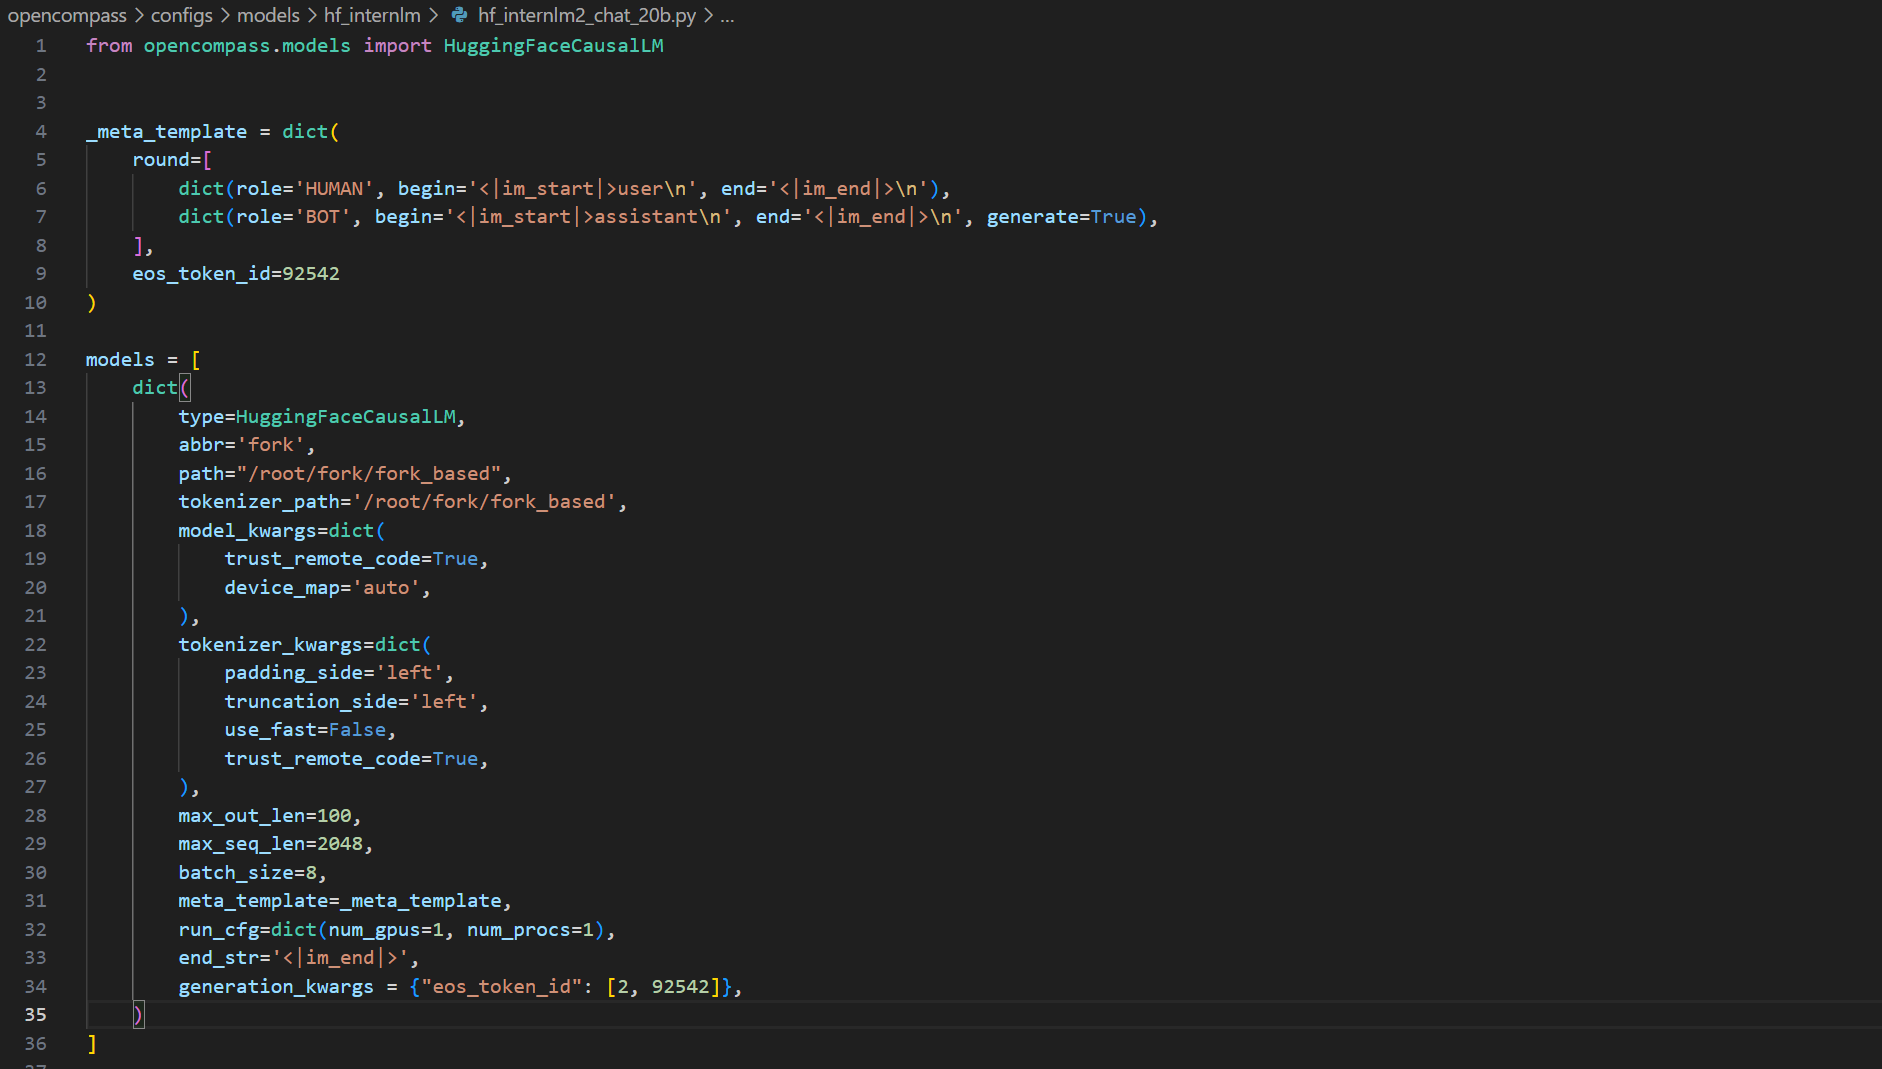 opencompass > configs > models > hf_internlm > hf_internlm2_chat_20b.py > ...
1 from opencompass.models import HuggingFaceCausalLM
2
3
4 _meta_template = dict(
5     round=[
6         dict(role='HUMAN', begin='<|im_start|>user\n', end='<|im_end|>\n'),
7         dict(role='BOT', begin='<|im_start|>assistant\n', end='<|im_end|>\n', generate=True),
8     ],
9     eos_token_id=92542
10 )
11
12 models = [
13     dict(
14         type=HuggingFaceCausalLM,
15         abbr='fork',
16         path="/root/fork/fork_based",
17         tokenizer_path='/root/fork/fork_based',
18         model_kwargs=dict(
19             trust_remote_code=True,
20             device_map='auto',
21         ),
22         tokenizer_kwargs=dict(
23             padding_side='left',
24             truncation_side='left',
25             use_fast=False,
26             trust_remote_code=True,
27         ),
28         max_out_len=100,
29         max_seq_len=2048,
30         batch_size=8,
31         meta_template=_meta_template,
32         run_cfg=dict(num_gpus=1, num_procs=1),
33         end_str='<|im_end|>',
34         generation_kwargs = {"eos_token_id": [2, 92542]},
35     )
36 ]